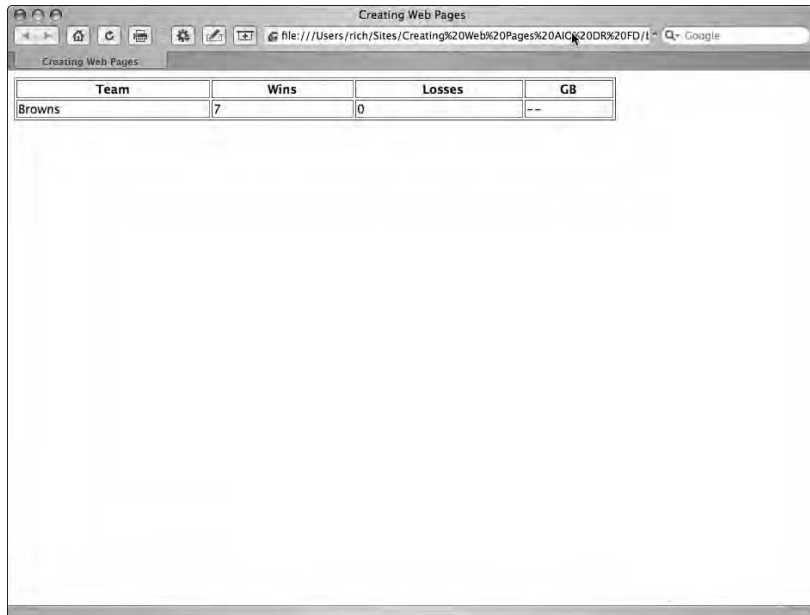 Creating Web Pages
file:///Users/rich/Sites/Creating%20Web%20Pages%20AIO%20DR%20FD/
Google
Creating Web Pages
Team Wins Losses GB
Browns 7 0 --